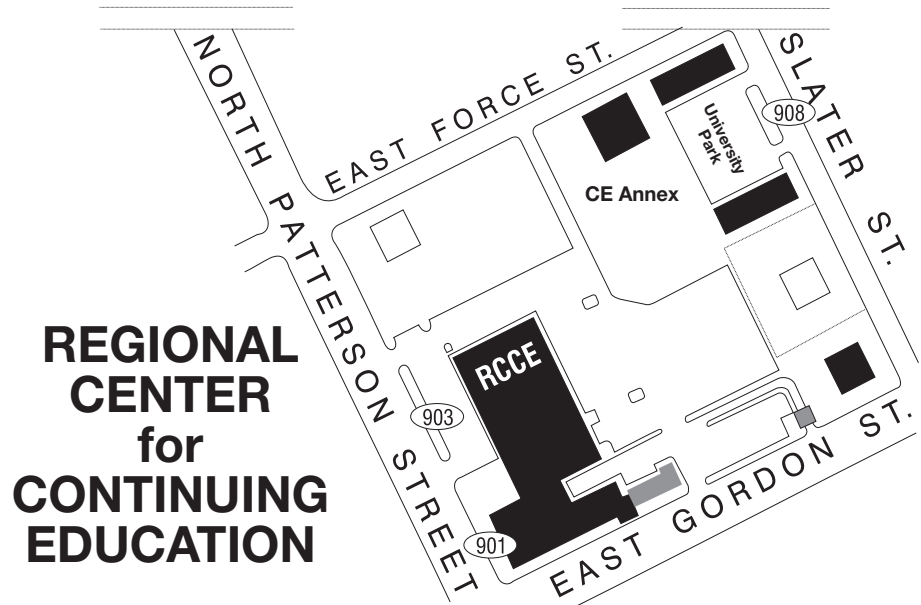 NORTH PATTERSON STREET
EAST FORCE ST.
SLATER ST.
908
University
Park
CE Annex
REGIONAL
CENTER
for
CONTINUING
EDUCATION
RCCE
903
901
EAST GORDON ST.